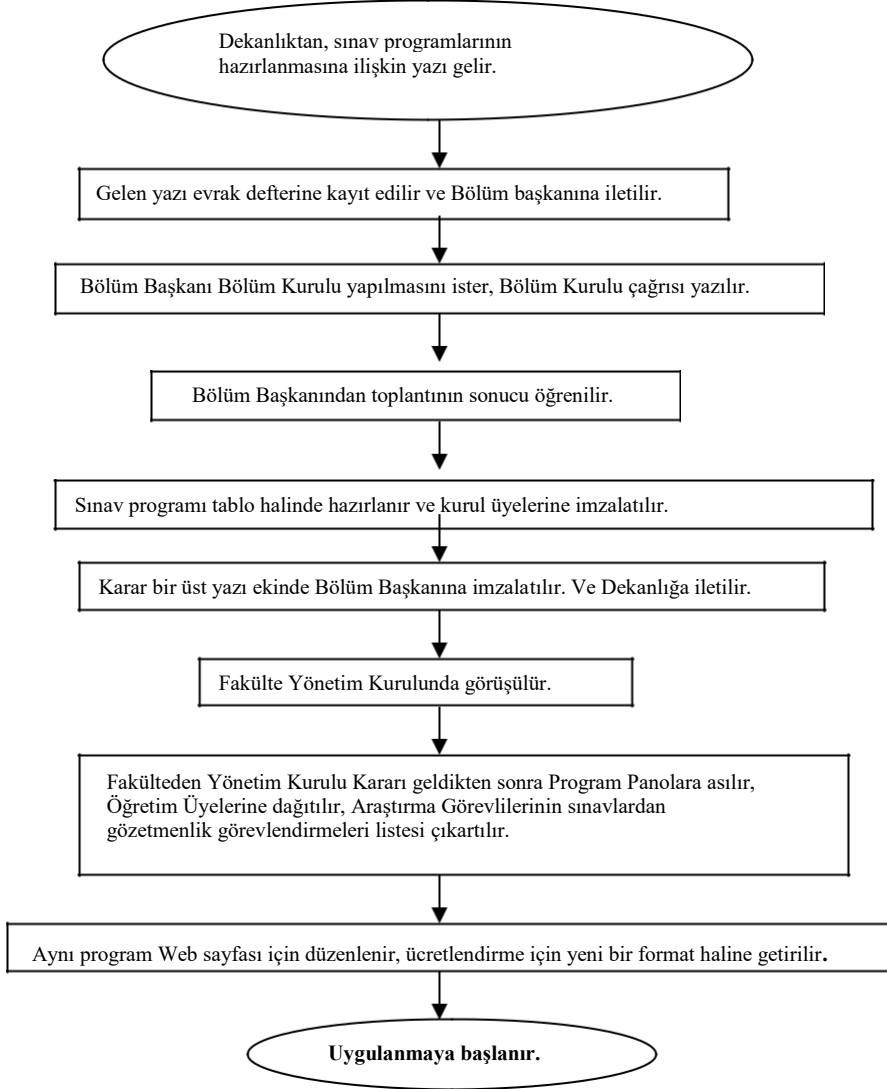 Dekanlıktan, sınav programlarının
hazırlanmasına ilişkin yazı gelir.
Gelen yazı evrak defterine kayıt edilir ve Bölüm başkanına iletilir.
Bölüm Başkanı Bölüm Kurulu yapılmasını ister, Bölüm Kurulu çağrısı yazılır.
Bölüm Başkanından toplantının sonucu öğrenilir.
Sınav programı tablo halinde hazırlanır ve kurul üyelerine imzalatılır.
Karar bir üst yazı ekinde Bölüm Başkanına imzalatılır. Ve Dekanlığa iletilir.
Fakülte Yönetim Kurulunda görüşülür.
Fakülteden Yönetim Kurulu Kararı geldikten sonra Program Panolara asılır,
Öğretim Üyelerine dağıtılır, Araştırma Görevlilerinin sınavlardan
gözetmenlik görevlendirmeleri listesi çıkartılır.
Aynı program Web sayfası için düzenlenir, ücretlendirme için yeni bir format haline getirilir.
Uygulanmaya başlanır.